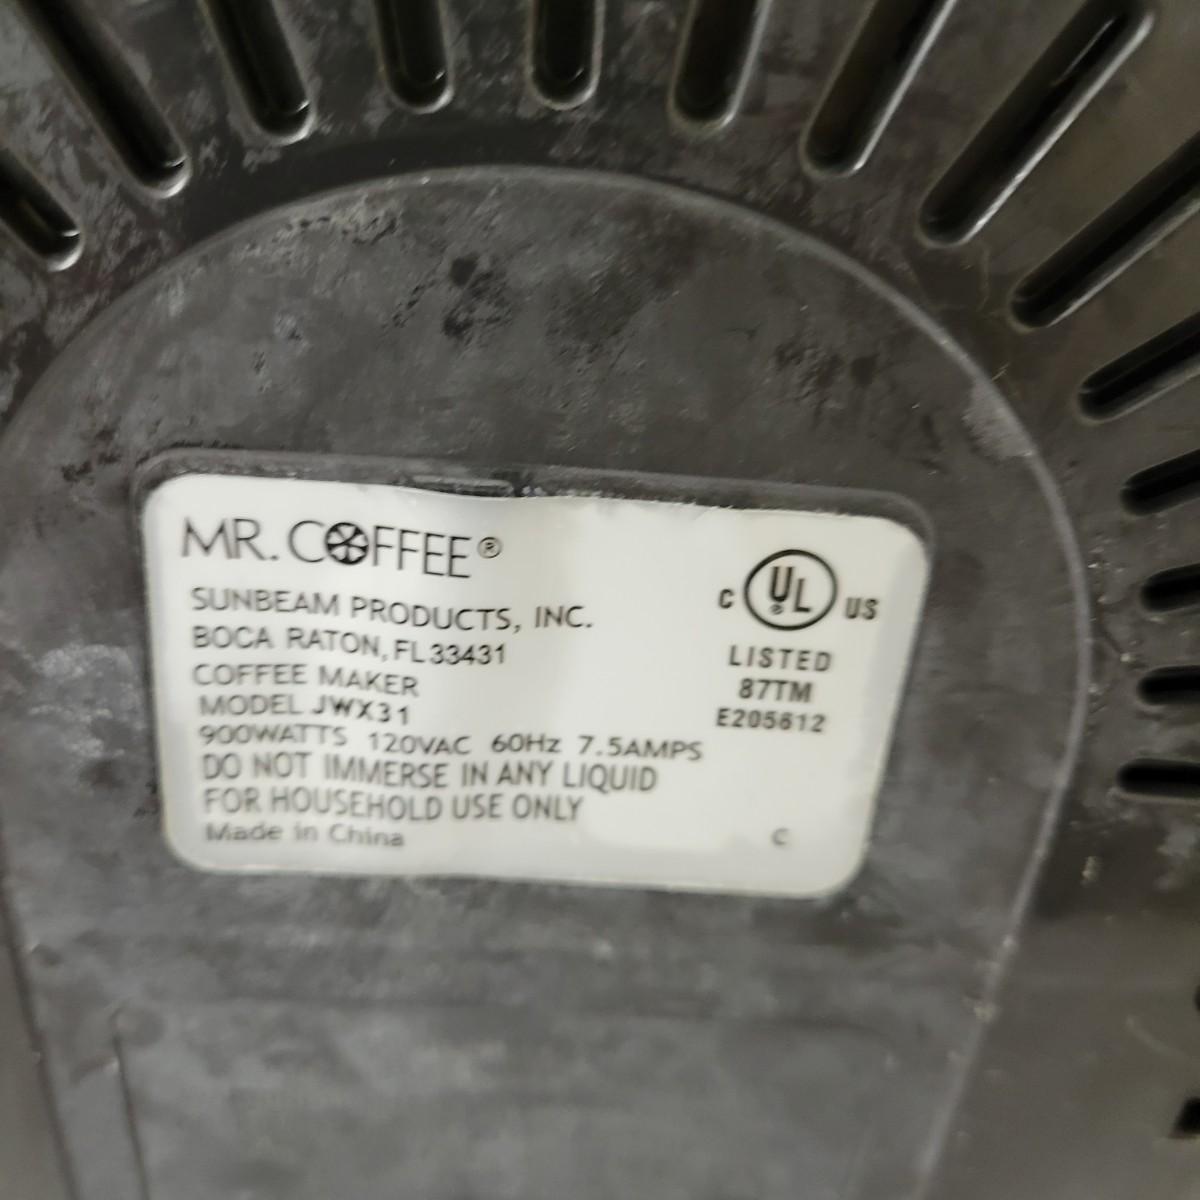 MR. COFFEE®
SUNBEAM PRODUCTS, INC.
BOCA RATON, FL 33431
COFFEE MAKER
MODEL JWX31
900WATTS 120VAC 60Hz 7.5AMPS
DO NOT IMMERSE IN ANY LIQUID
FOR HOUSEHOLD USE ONLY
Made in China
C UL® US
LISTED
87TM
E205612
C